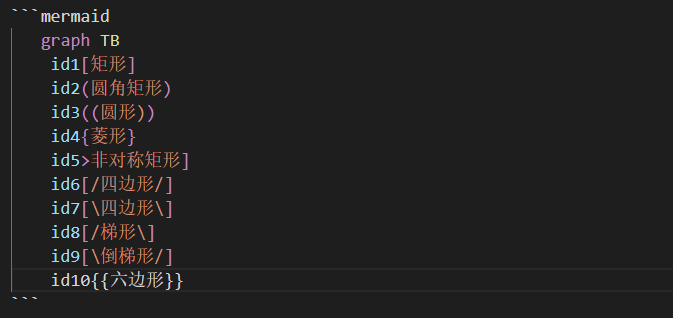 ```mermaid
graph TB
id1[矩形]
id2(圆角矩形)
id3((圆形))
id4{菱形}
id5>非对称矩形]
id6[/四边形/]
id7[\四边形\]
id8[/梯形\]
id9[\倒梯形/]
id10{{六边形}}
```